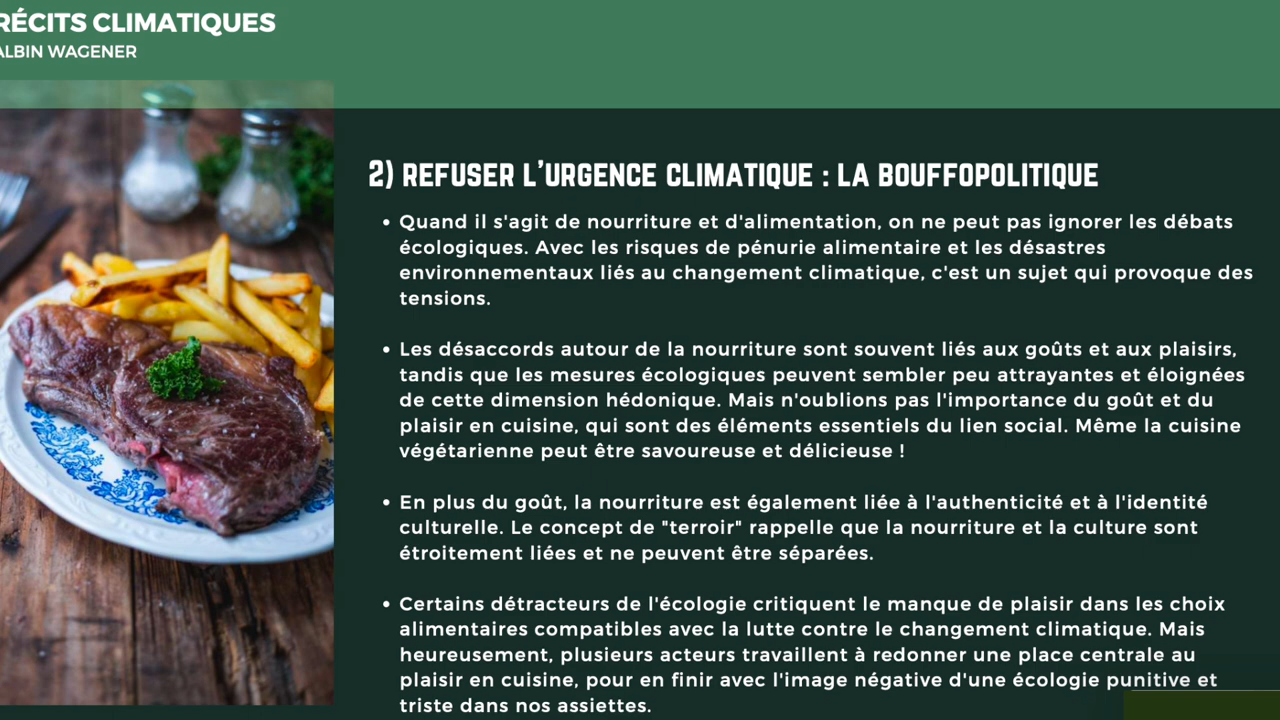 RÉCITS CLIMATIQUES
ALBIN WAGENER
2) REFUSER L'URGENCE CLIMATIQUE : LA BOUFFOPOLITIQUE
• Quand il s'agit de nourriture et d'alimentation, on ne peut pas ignorer les débats
écologiques. Avec les risques de pénurie alimentaire et les désastres
environnementaux liés au changement climatique, c'est un sujet qui provoque des
tensions.
• Les désaccords autour de la nourriture sont souvent liés aux goûts et aux plaisirs,
tandis que les mesures écologiques peuvent sembler peu attrayantes et éloignées
de cette dimension hédonique. Mais n'oublions pas l'importance du goût et du
plaisir en cuisine, qui sont des éléments essentiels du lien social. Même la cuisine
végétarienne peut être savoureuse et délicieuse !
• En plus du goût, la nourriture est également liée à l'authenticité et à l'identité
culturelle. Le concept de "terroir" rappelle que la nourriture et la culture sont
étroitement liées et ne peuvent être séparées.
• Certains détracteurs de l'écologie critiquent le manque de plaisir dans les choix
alimentaires compatibles avec la lutte contre le changement climatique. Mais
heureusement, plusieurs acteurs travaillent à redonner une place centrale au
plaisir en cuisine, pour en finir avec l'image négative d'une écologie punitive et
triste dans nos assiettes.